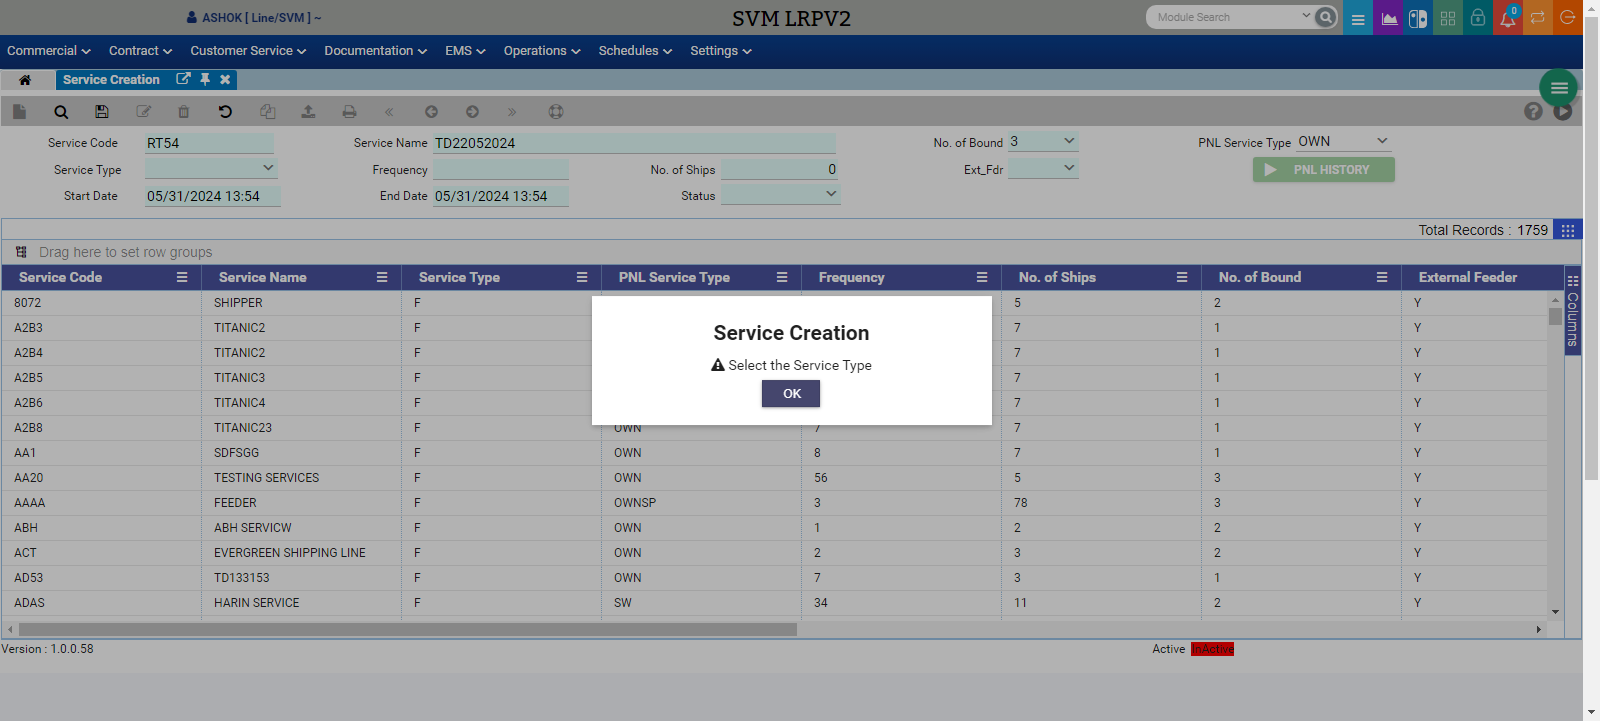 ASHOK [ Line/SVM ] ~ SVM LRPV2 Module Search 0
Commercial Contract Customer Service Documentation EMS Operations Schedules Settings
Service Creation
Service Code RT54 Service Name TD22052024 No. of Bound 3 PNL Service Type OWN
Service Type Frequency No. of Ships 0 Ext_Fdr PNL HISTORY
Start Date 05/31/2024 13:54 End Date 05/31/2024 13:54 Status
Total Records : 1759
Drag here to set row groups
Service Code Service Name Service Type PNL Service Type Frequency No. of Ships No. of Bound External Feeder
Columns
8072 SHIPPER F 5 2 Y
A2B3 TITANIC2 F 7 1 Y
A2B4 TITANIC2 F 7 1 Y
A2B5 TITANIC3 F 7 1 Y
A2B6 TITANIC4 F 7 1 Y
A2B8 TITANIC23 F OWN 7 7 1 Y
AA1 SDFSGG F OWN 8 7 1 Y
AA20 TESTING SERVICES F OWN 56 5 3 Y
AAAA FEEDER F OWNSP 3 78 3 Y
ABH ABH SERVICW F OWN 1 2 2 Y
ACT EVERGREEN SHIPPING LINE F OWN 2 3 2 Y
AD53 TD133153 F OWN 7 3 1 Y
ADAS HARIN SERVICE F SW 34 11 2 Y
Service Creation
Select the Service Type
OK
Version : 1.0.0.58 Active InActive